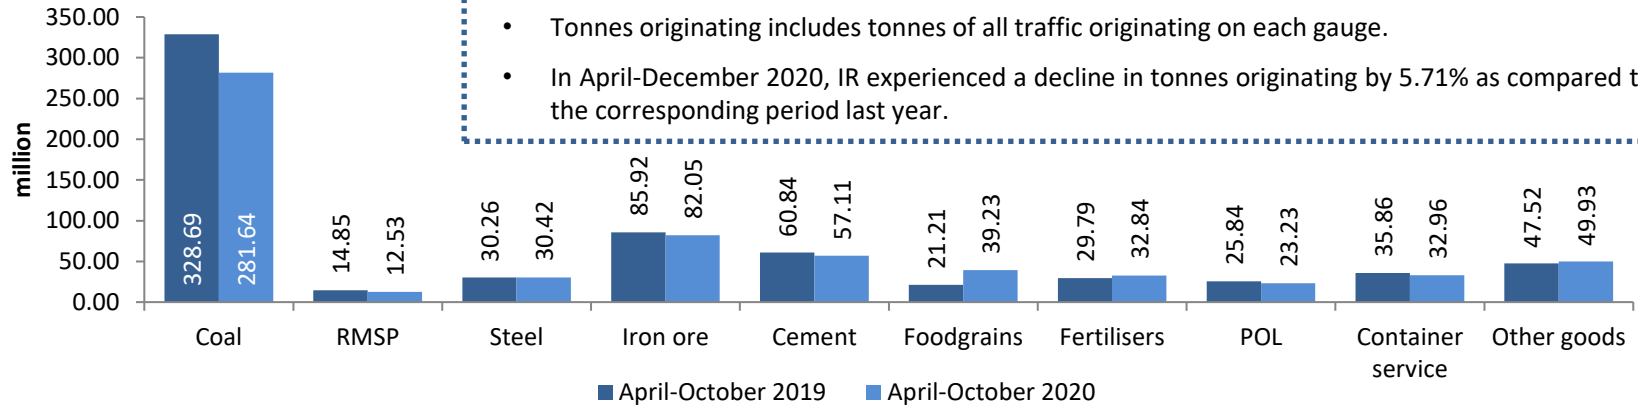 • Tonnes originating includes tonnes of all traffic originating on each gauge.
• In April-December 2020, IR experienced a decline in tonnes originating by 5.71% as compared t
the corresponding period last year.
million
350.00
300.00
250.00
200.00
150.00
100.00
50.00
0.00
328.69
281.64
14.85
12.53
30.26
30.42
85.92
82.05
60.84
57.11
21.21
39.23
29.79
32.84
25.84
23.23
35.86
32.96
47.52
49.93
Coal
RMSP
Steel
Iron ore
Cement
Foodgrains
Fertilisers
POL
Container
service
Other goods
April-October 2019
April-October 2020